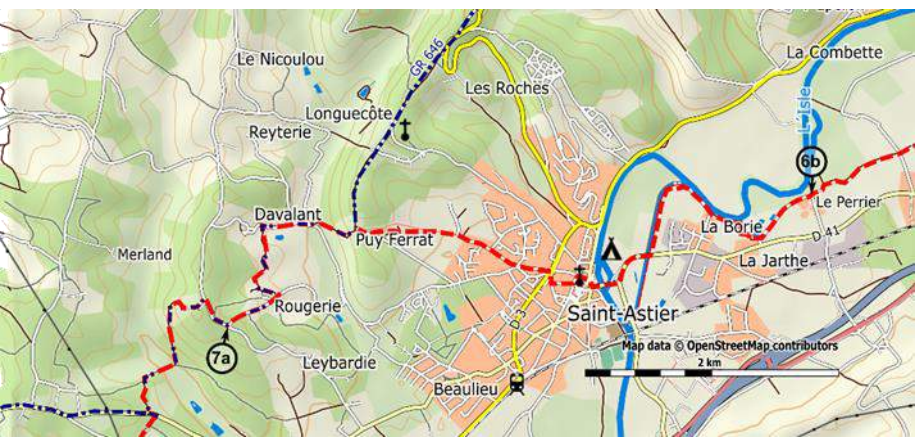 La Combette
Le Nicoulou
GR 646
Les Roches
Longuecôte
L'Isle
Reyterie
6b
Le Perrier
Davalant
La Borie
D 41
Puy Ferrat
Merland
La Jarthe
Rougerie
Saint-Astier
D 3
7a
Map data © OpenStreetMap contributors
Leybardie
2 km
Beaulieu